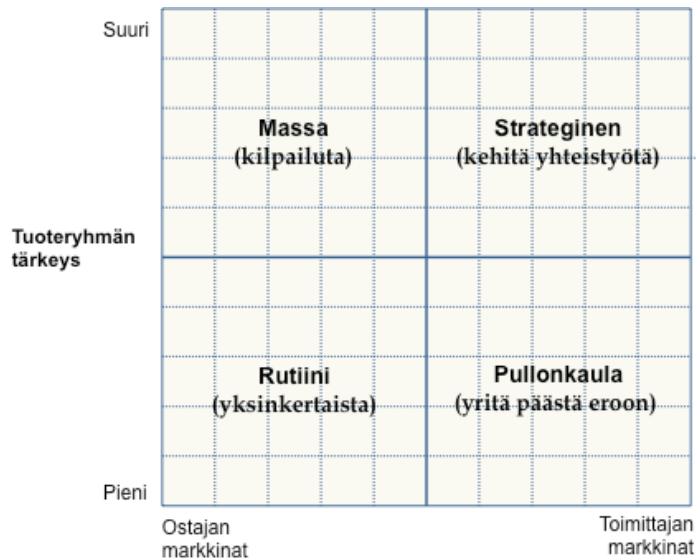 Suuri
Massa
(kilpailuta)
Strateginen
(kehitä yhteistyötä)
Tuoteryhmän
tärkeys
Rutiini
(yksinkertaista)
Pullonkaula
(yritä päästä eroon)
Pieni
Ostajan
markkinat
Toimittajan
markkinat